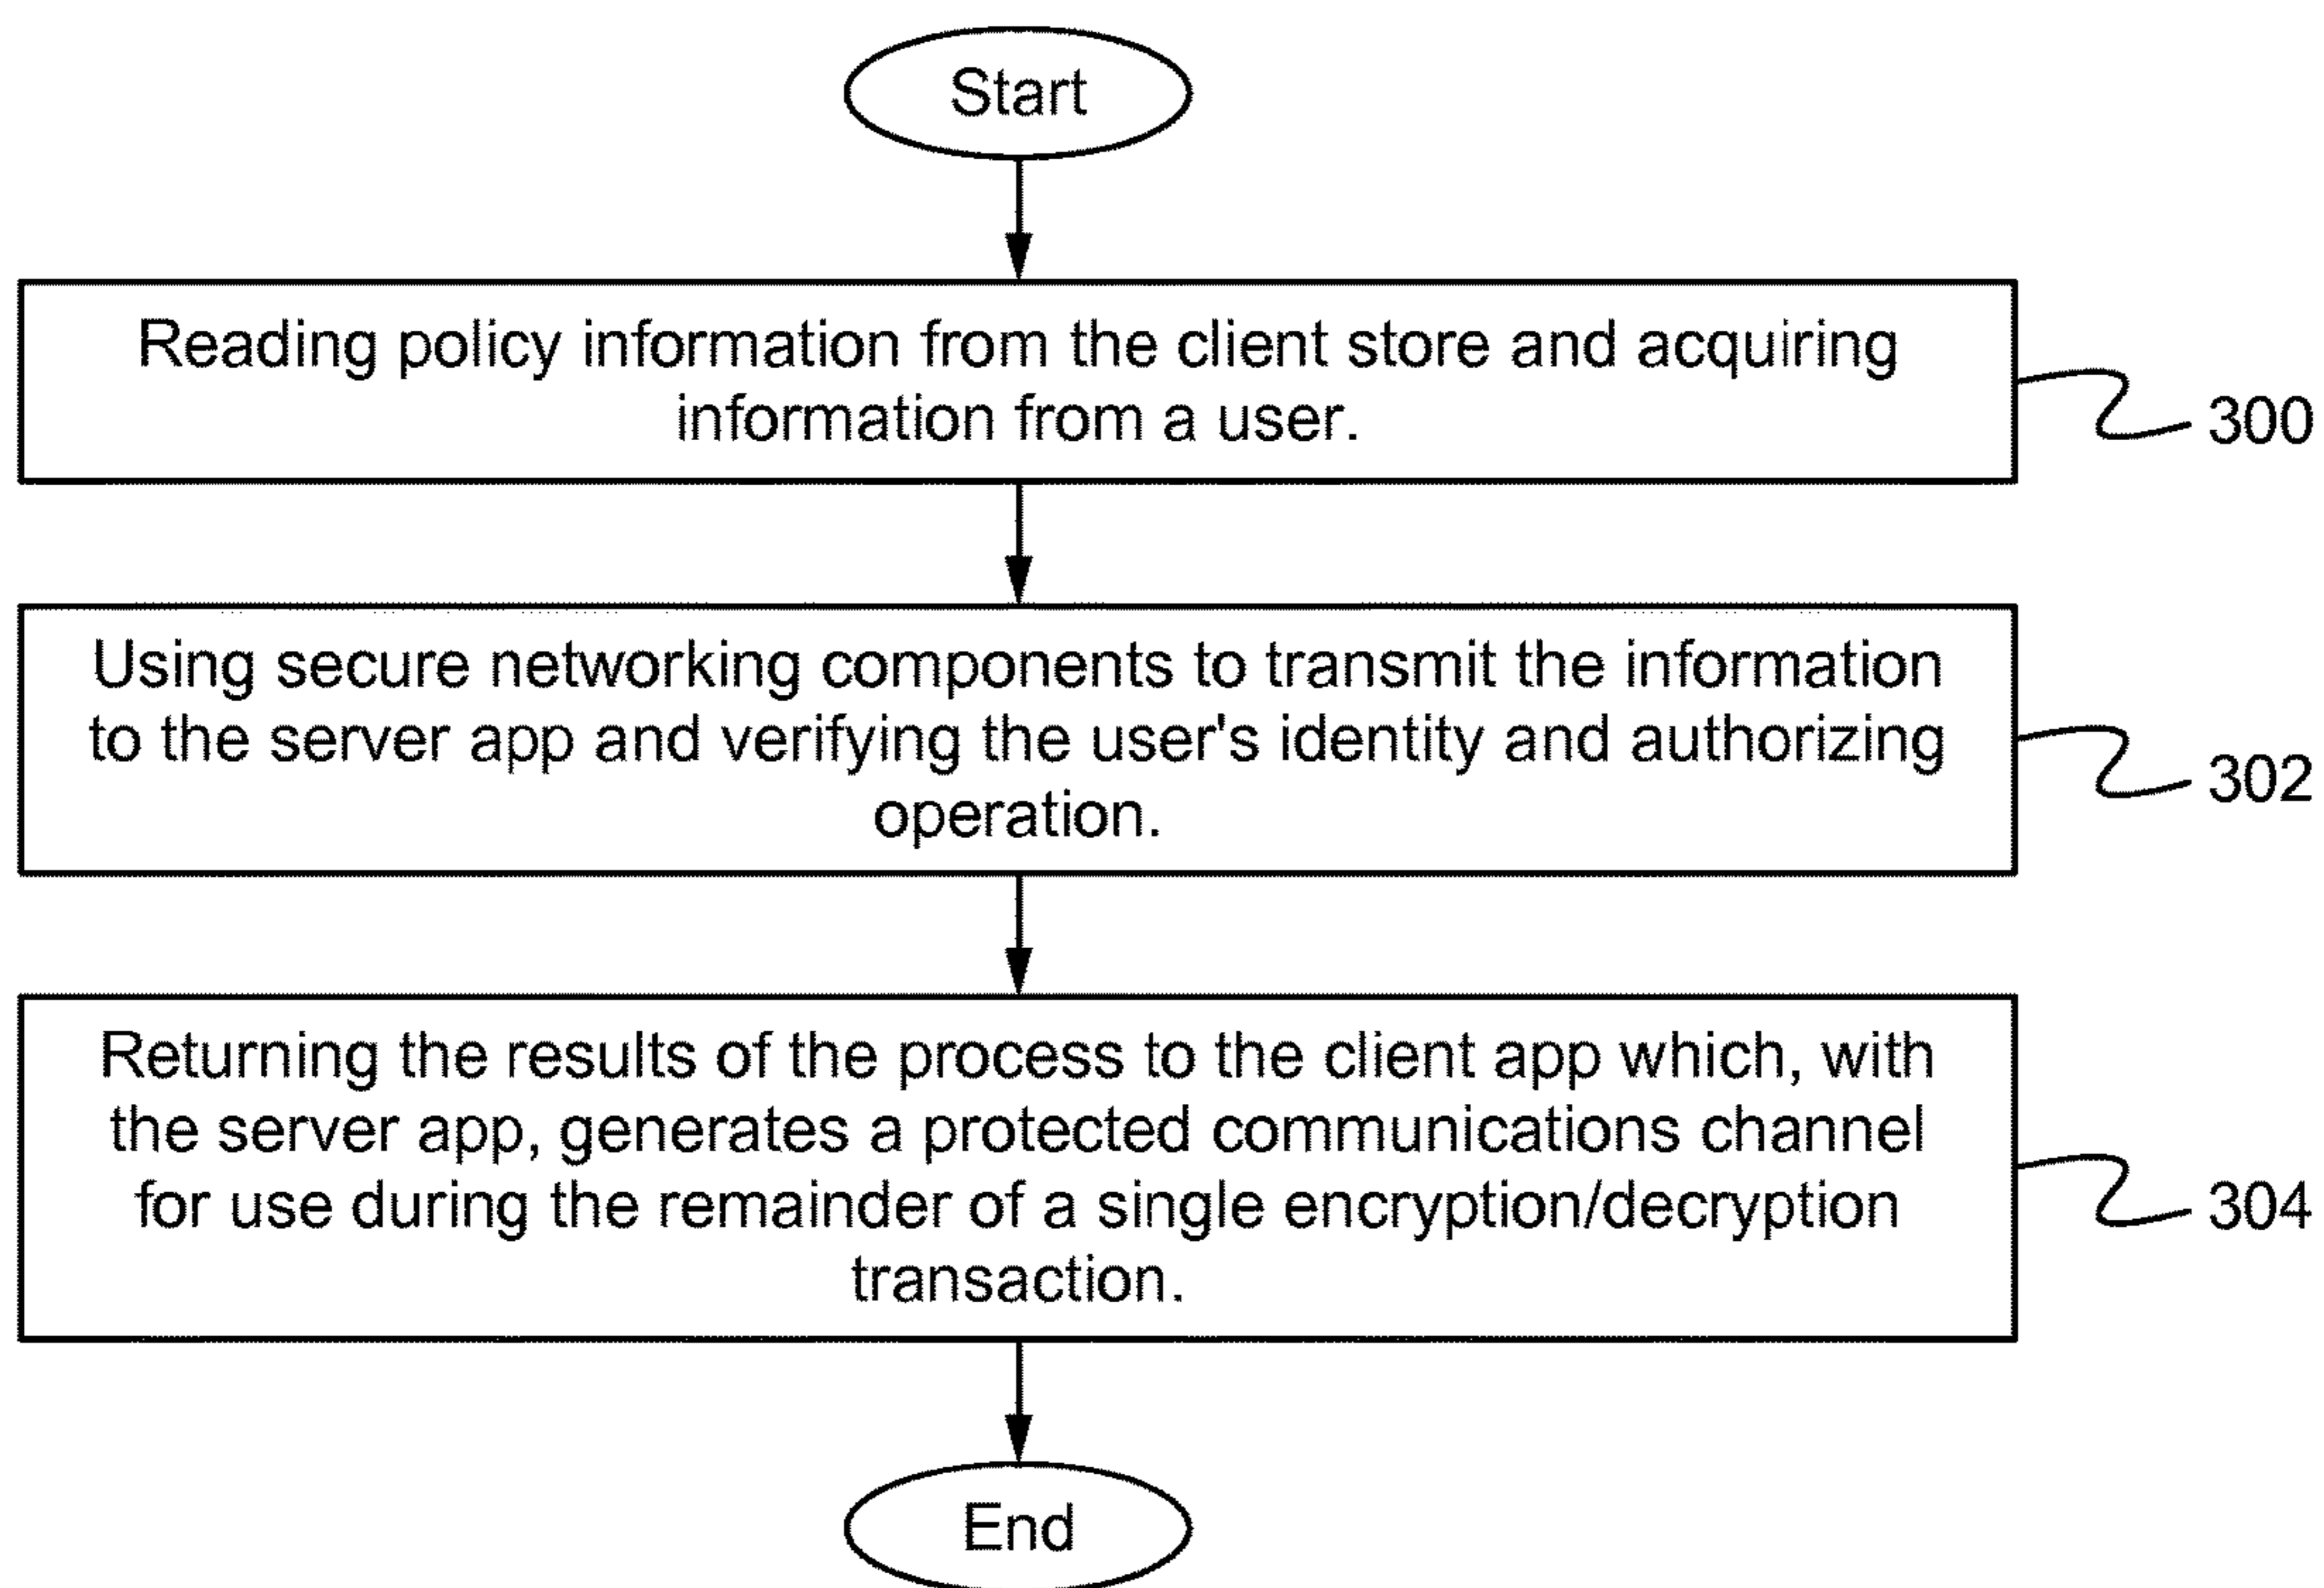 Start
Reading policy information from the client store and acquiring
information from a user.
300
Using secure networking components to transmit the information
to the server app and verifying the user's identity and authorizing
operation.
302
Returning the results of the process to the client app which, with
the server app, generates a protected communications channel
for use during the remainder of a single encryption/decryption
transaction.
304
End